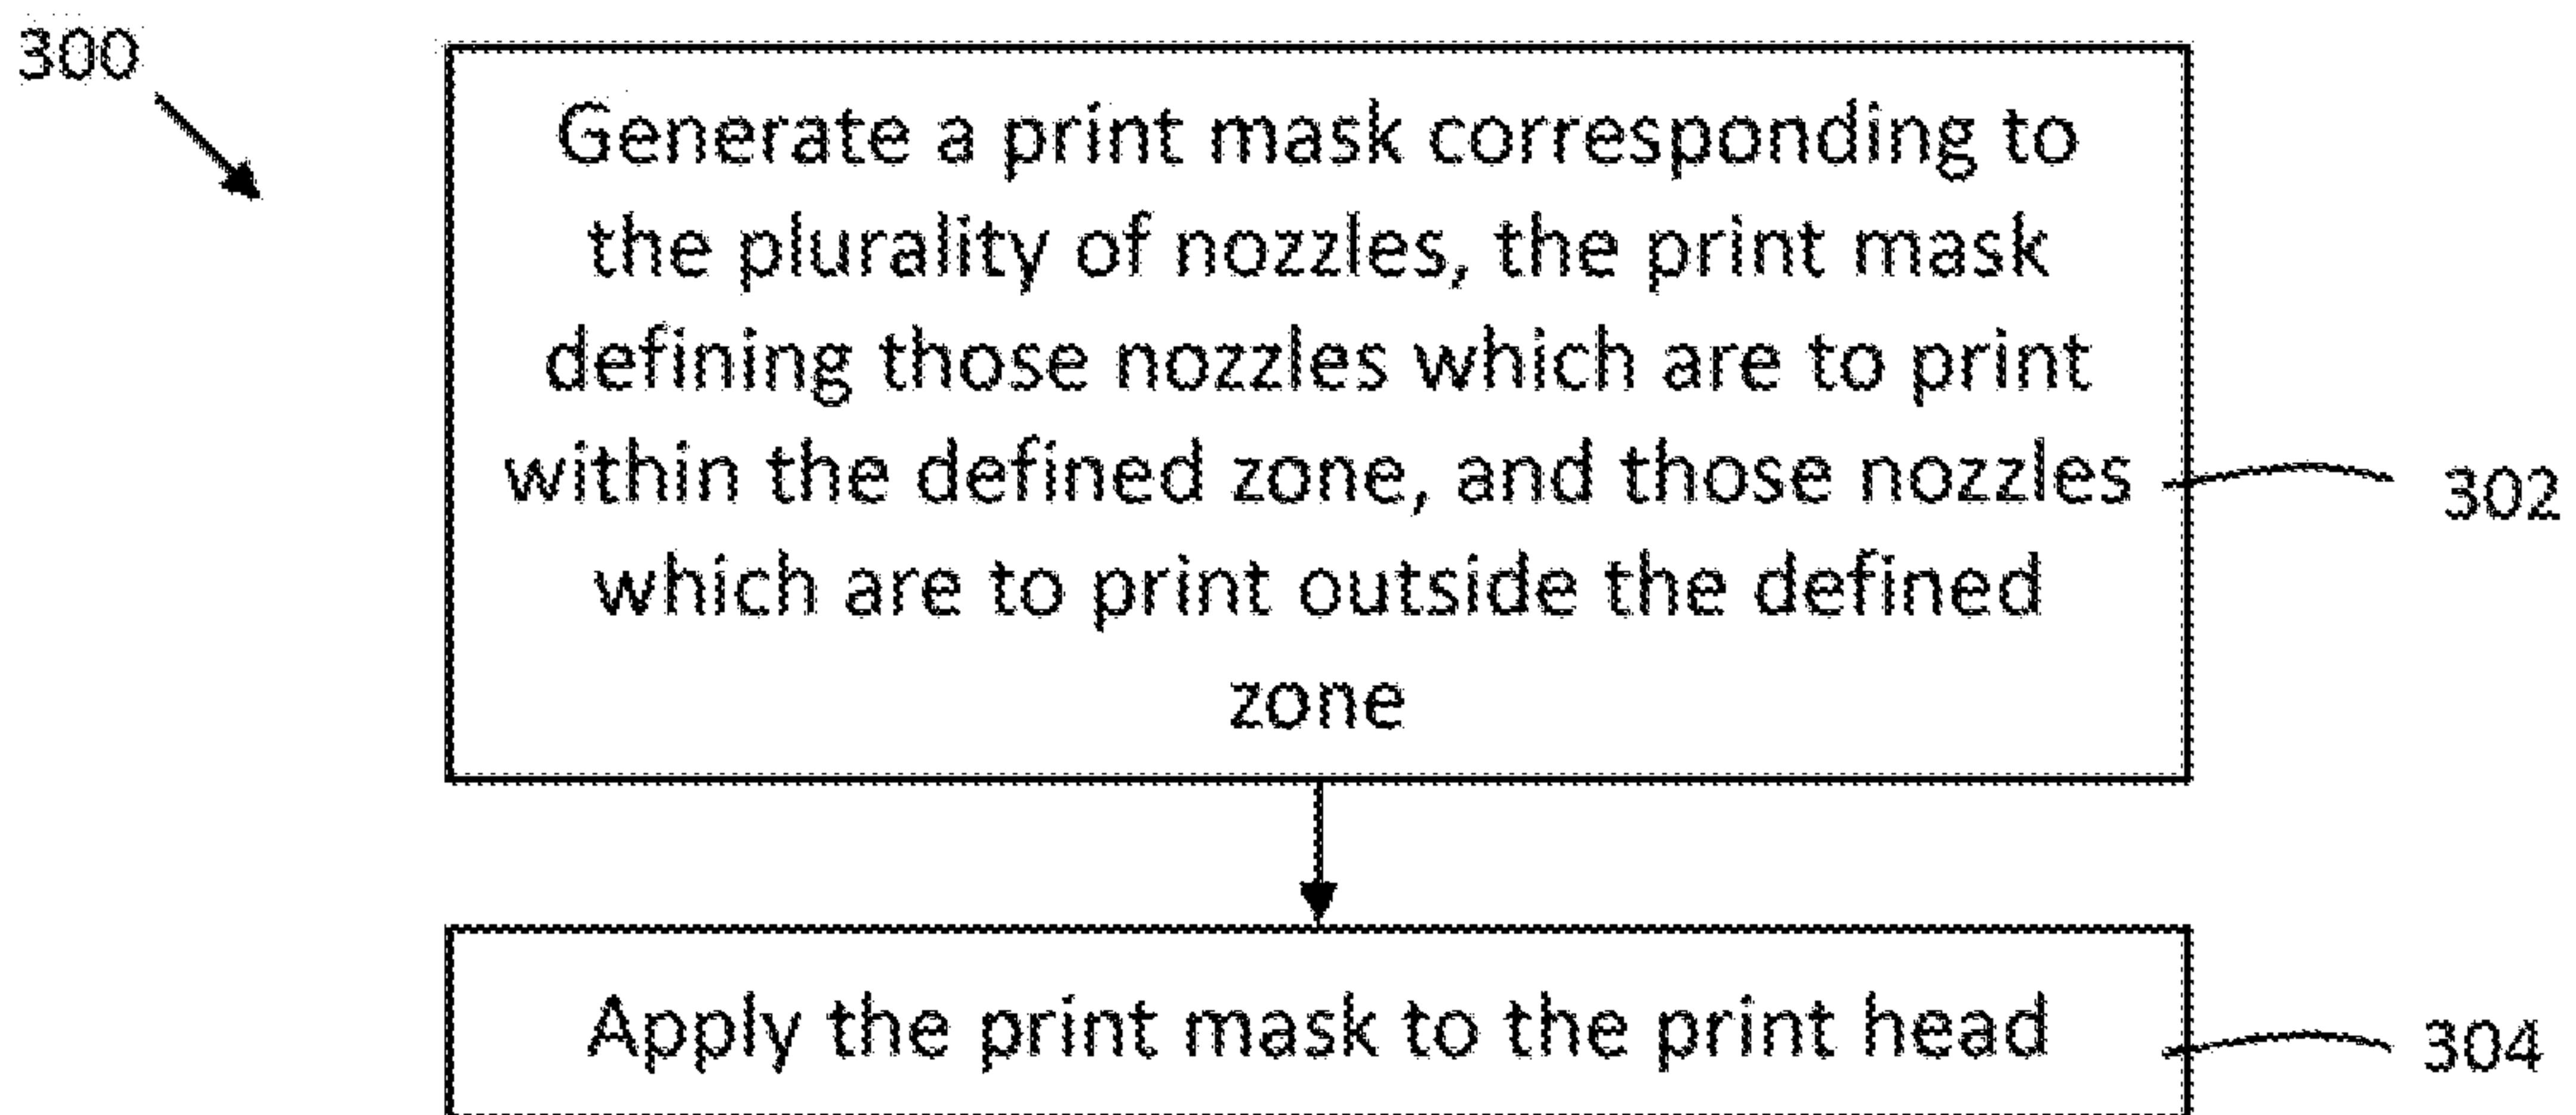 300
Generate a print mask corresponding to
the plurality of nozzles, the print mask
defining those nozzles which are to print
within the defined zone, and those nozzles
302
which are to print outside the defined
zone
Apply the print mask to the print head
304